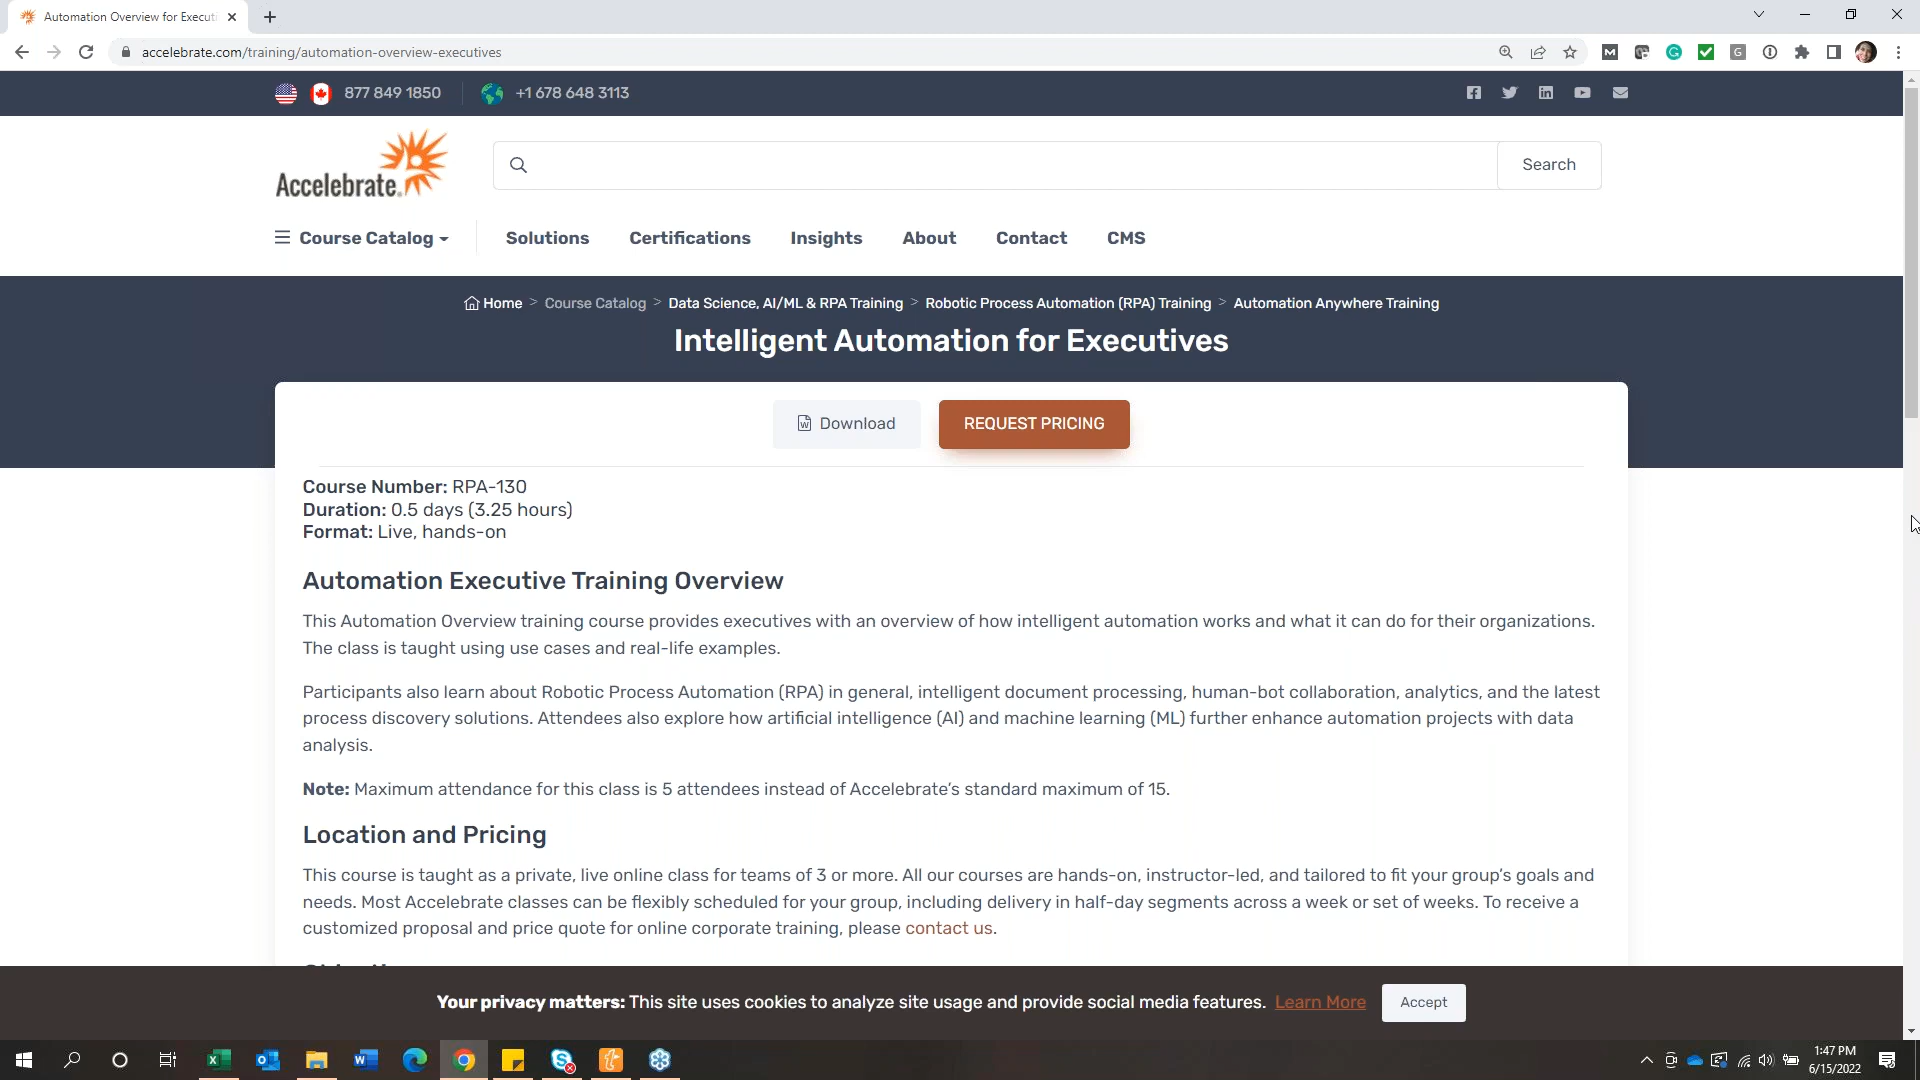 Automation Overview for Executi
accelebrate.com/training/automation-overview-executives
877 849 1850
+1 678 648 3113
Accelebrate.
Search
Course Catalog
Solutions
Certifications
Insights
About
Contact
CMS
Home > Course Catalog > Data Science, AI/ML & RPA Training > Robotic Process Automation (RPA) Training > Automation Anywhere Training
Intelligent Automation for Executives
Download
REQUEST PRICING
Course Number: RPA-130
Duration: 0.5 days (3.25 hours)
Format: Live, hands-on
Automation Executive Training Overview
This Automation Overview training course provides executives with an overview of how intelligent automation works and what it can do for their organizations.
The class is taught using use cases and real-life examples.
Participants also learn about Robotic Process Automation (RPA) in general, intelligent document processing, human-bot collaboration, analytics, and the latest
process discovery solutions. Attendees also explore how artificial intelligence (AI) and machine learning (ML) further enhance automation projects with data
analysis.
Note: Maximum attendance for this class is 5 attendees instead of Accelebrate's standard maximum of 15.
Location and Pricing
This course is taught as a private, live online class for teams of 3 or more. All our courses are hands-on, instructor-led, and tailored to fit your group's goals and
needs. Most Accelebrate classes can be flexibly scheduled for your group, including delivery in half-day segments across a week or set of weeks. To receive a
customized proposal and price quote for online corporate training, please contact us.
Your privacy matters: This site uses cookies to analyze site usage and provide social media features. Learn More
Accept
1:47 PM
6/15/2022